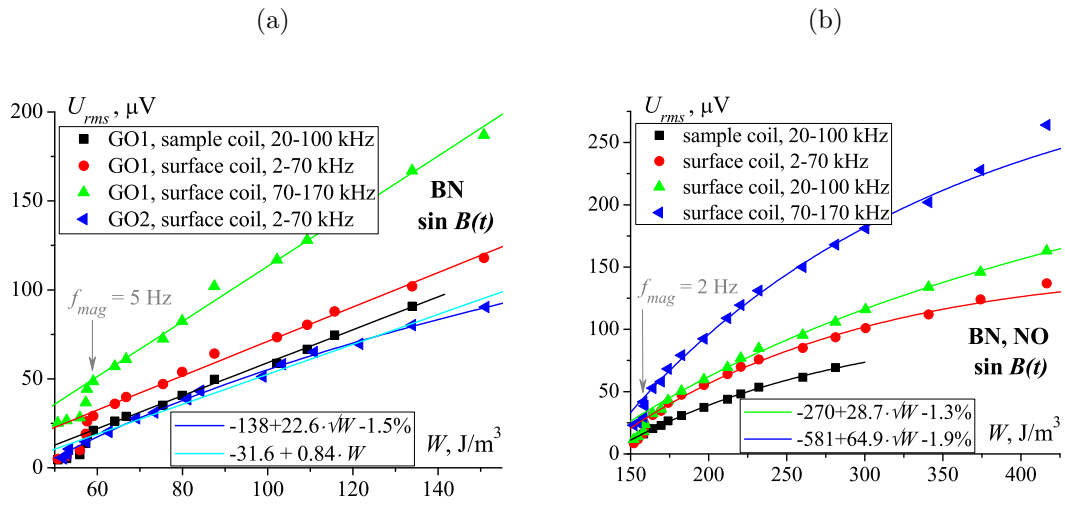 (a)
U_rms , μV
GO1, sample coil, 20-100 kHz
GO1, surface coil, 2-70 kHz
GO1, surface coil, 70-170 kHz
GO2, surface coil, 2-70 kHz
BN
sin B(t)
f_mag = 5 Hz
-138+22.6·√W -1.5%
-31.6 + 0.84· W
W, J/m³
0
50
100
150
200
60
80
100
120
140
(b)
U_rms , μV
sample coil, 20-100 kHz
surface coil, 2-70 kHz
surface coil, 20-100 kHz
surface coil, 70-170 kHz
f_mag = 2 Hz
BN, NO
sin B(t)
-270+28.7·√W -1.3%
-581+64.9·√W -1.9%
W, J/m³
0
50
100
150
200
250
150
200
250
300
350
400